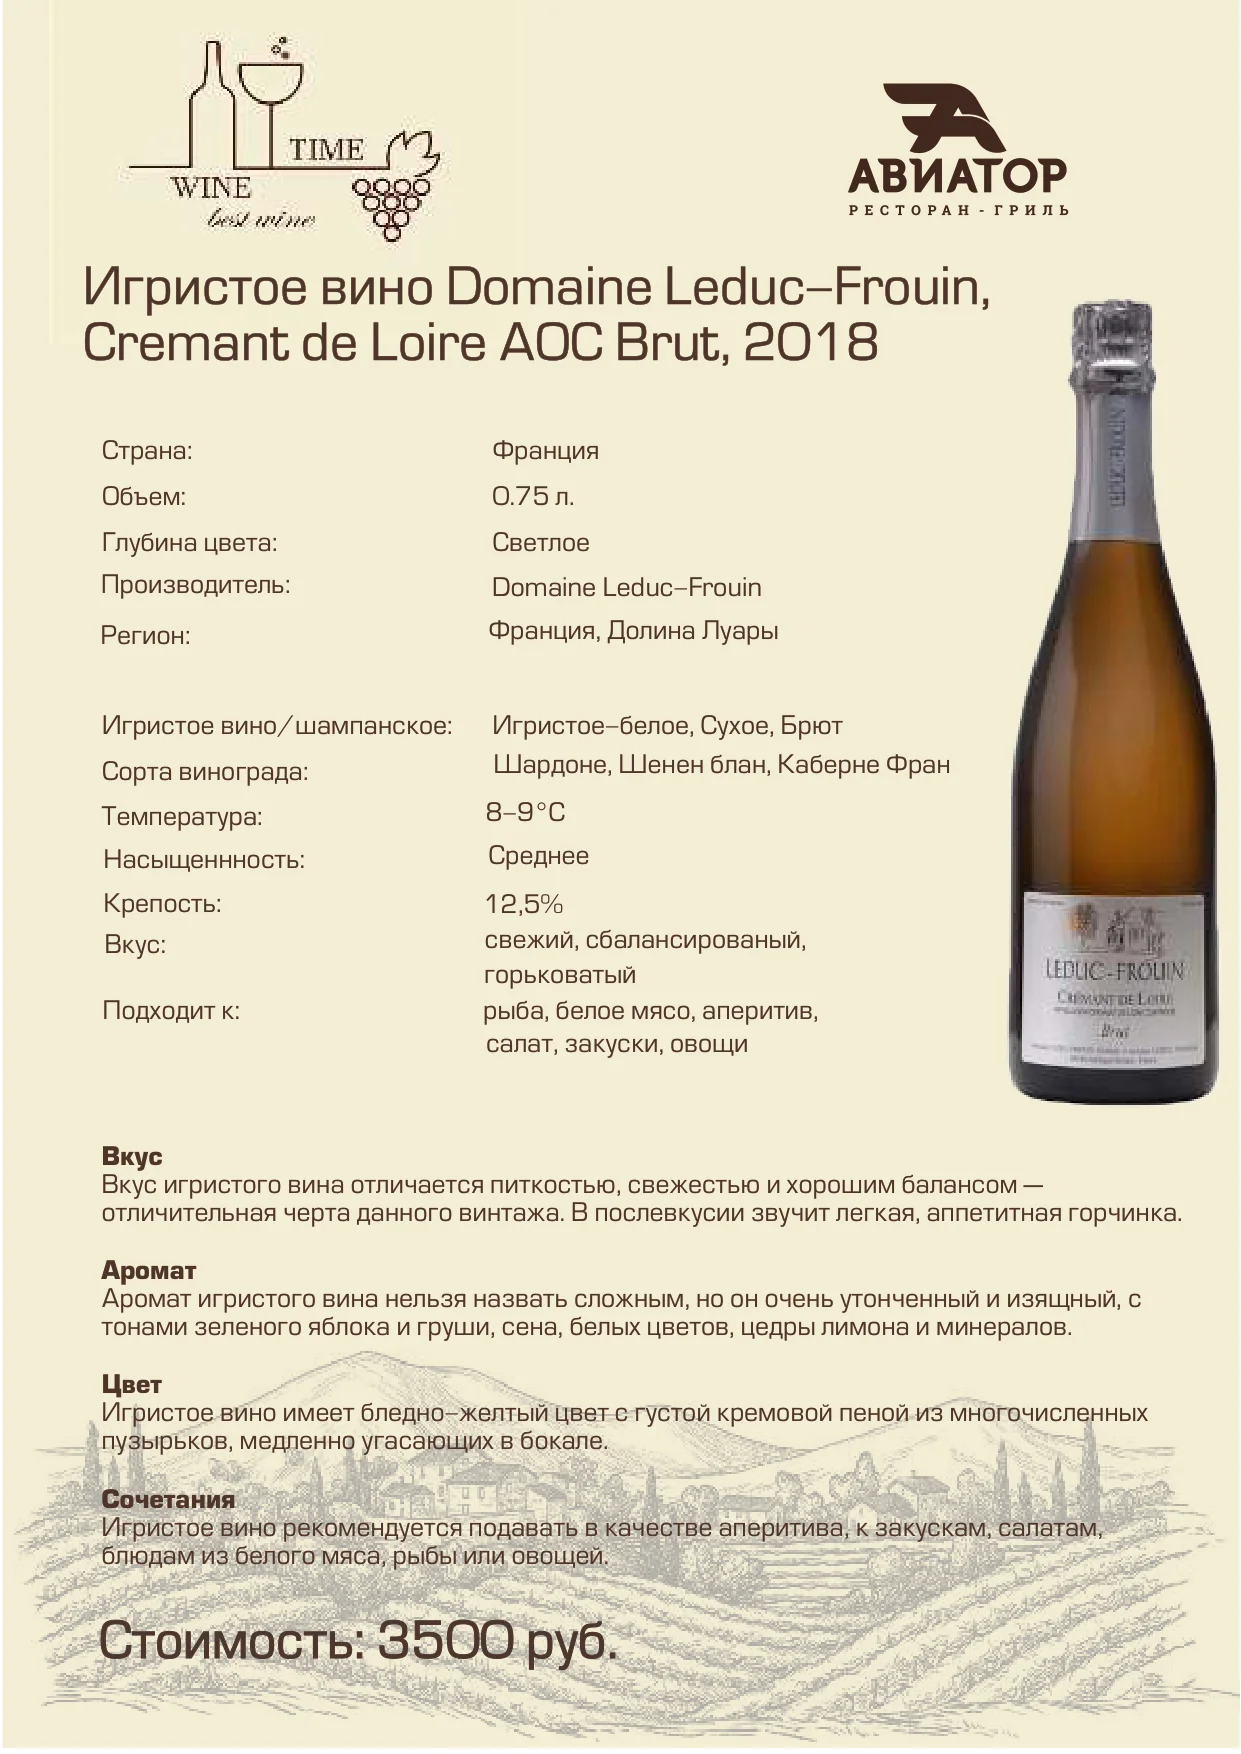 TIME
WINE
best wine
АВИАТОР
РЕСТОРАН-ГРИЛЬ
Игристое вино Domaine Leduc-Frouin,
Cremant de Loire AOC Brut, 2018
Страна: Франция
Объем: 0.75 л.
Глубина цвета: Светлое
Производитель: Domaine Leduc-Frouin
Регион: Франция, Долина Луары
Игристое вино/шампанское: Игристое-белое, Сухое, Брют
Сорта винограда: Шардоне, Шенен блан, Каберне Фран
Температура: 8-9°C
Насыщеннность: Среднее
Крепость: 12,5%
Вкус: свежий, сбалансированый,
горьковатый
Подходит к: рыба, белое мясо, аперитив,
салат, закуски, овощи
LEDUC-FROUIN
LEDUC-FROUIN
CREMANT DE LOIRE
Brut
Вкус
Вкус игристого вина отличается питкостью, свежестью и хорошим балансом —
отличительная черта данного винтажа. В послевкусии звучит легкая, аппетитная горчинка.
Аромат
Аромат игристого вина нельзя назвать сложным, но он очень утонченный и изящный, с
тонами зеленого яблока и груши, сена, белых цветов, цедры лимона и минералов.
Цвет
Игристое вино имеет бледно-желтый цвет с густой кремовой пеной из многочисленных
пузырьков, медленно угасающих в бокале.
Сочетания
Игристое вино рекомендуется подавать в качестве аперитива, к закускам, салатам,
блюдам из белого мяса, рыбы или овощей.
Стоимость: 3500 руб.